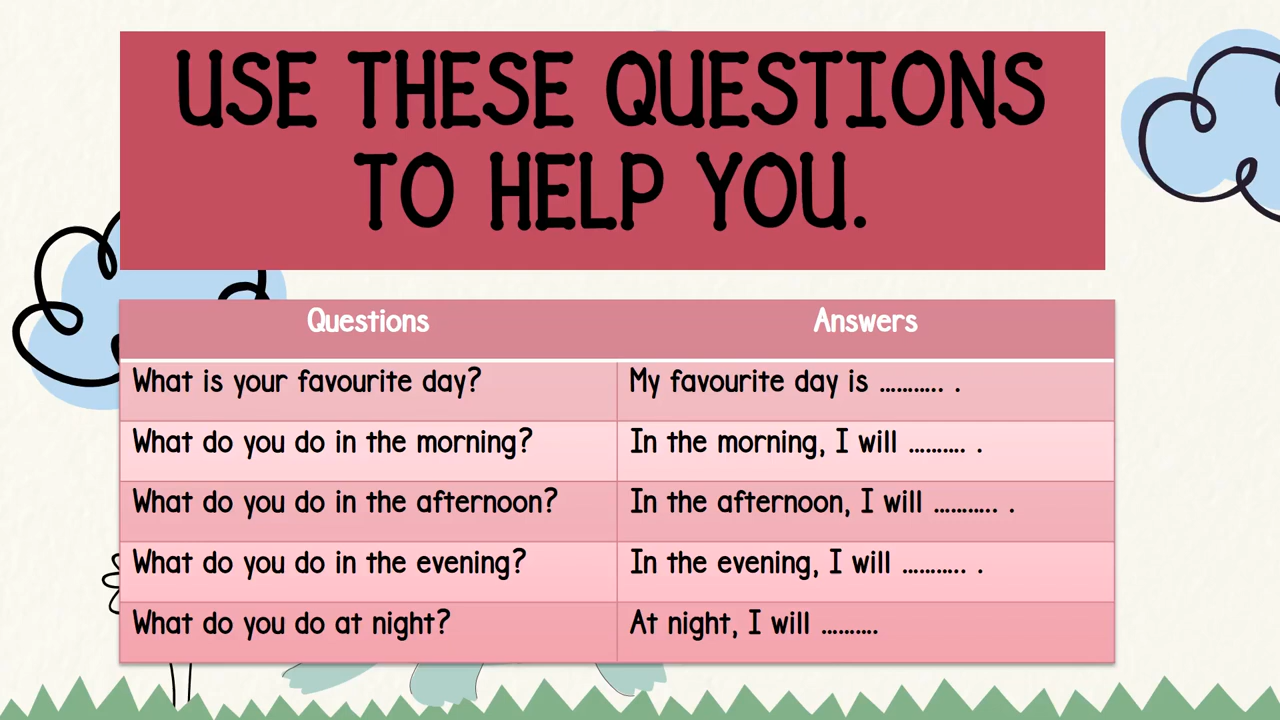 USE THESE QUESTIONS
TO HELP YOU.
Questions Answers
What is your favourite day? My favourite day is ……….. .
What do you do in the morning? In the morning, I will ………. .
What do you do in the afternoon? In the afternoon, I will ……….. .
What do you do in the evening? In the evening, I will ……….. .
What do you do at night? At night, I will ……….